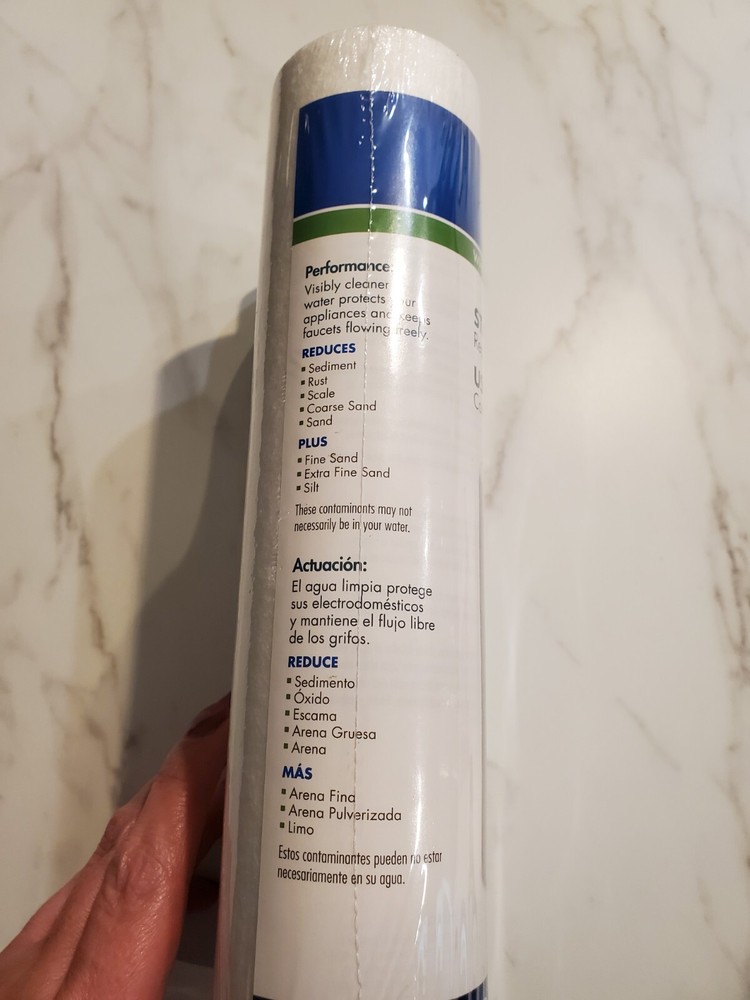 Performance:
Visibly cleaner
water protects your
appliances and keeps
faucets flowing freely.
REDUCES
▪ Sediment
▪ Rust
▪ Scale
▪ Coarse Sand
▪ Sand
PLUS
▪ Fine Sand
▪ Extra Fine Sand
▪ Silt
These contaminants may not
necessarily be in your water.
Actuación:
El agua limpia protege
sus electrodomésticos
y mantiene el flujo libre
de los grifos.
REDUCE
▪ Sedimento
▪ Óxido
▪ Escama
▪ Arena Gruesa
▪ Arena
MÁS
▪ Arena Fina
▪ Arena Pulverizada
▪ Limo
Estos contaminantes pueden no estar
necesariamente en su agua.